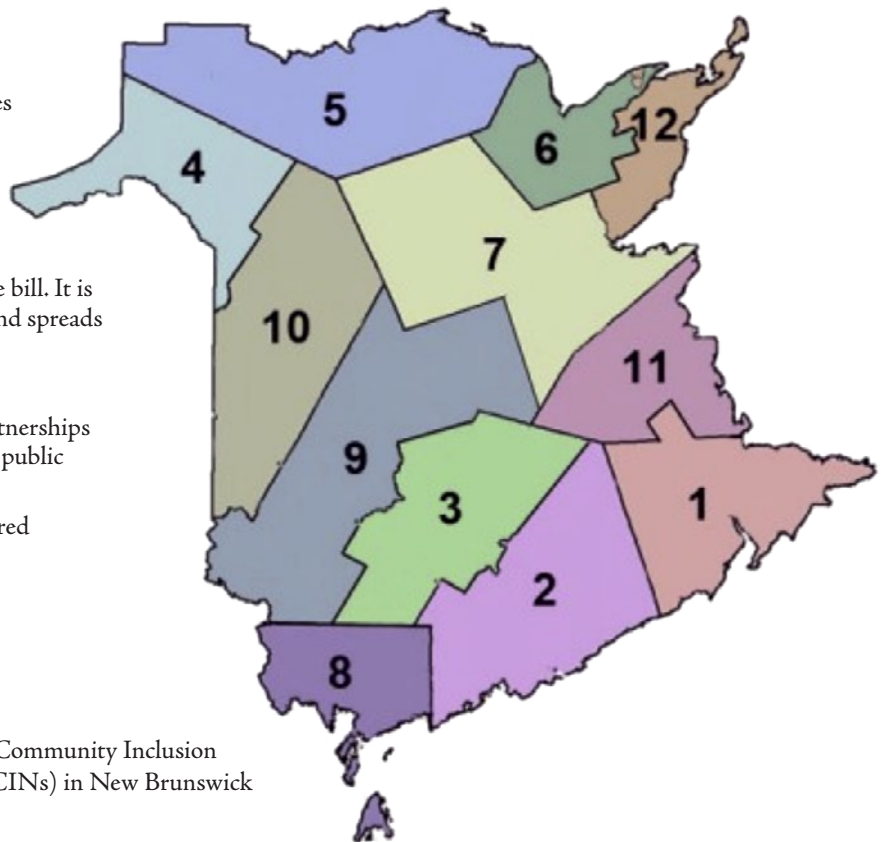 es
e bill. It is
nd spreads
tnerships
public
red
Community Inclusion
CINs) in New Brunswick
5
4
6
12
7
10
11
9
3
1
2
8